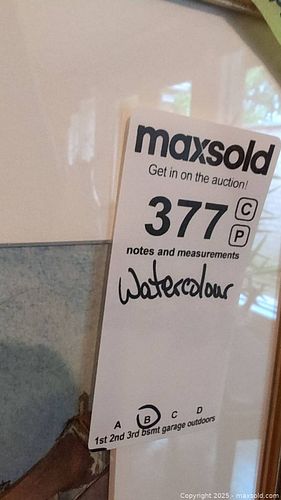 maxsold
Get in on the auction!
377 C
P
notes and measurements
Watercolour
A B C D
1st 2nd 3rd bsmt garage outdoors
Copyright 2025 - maxsold.com